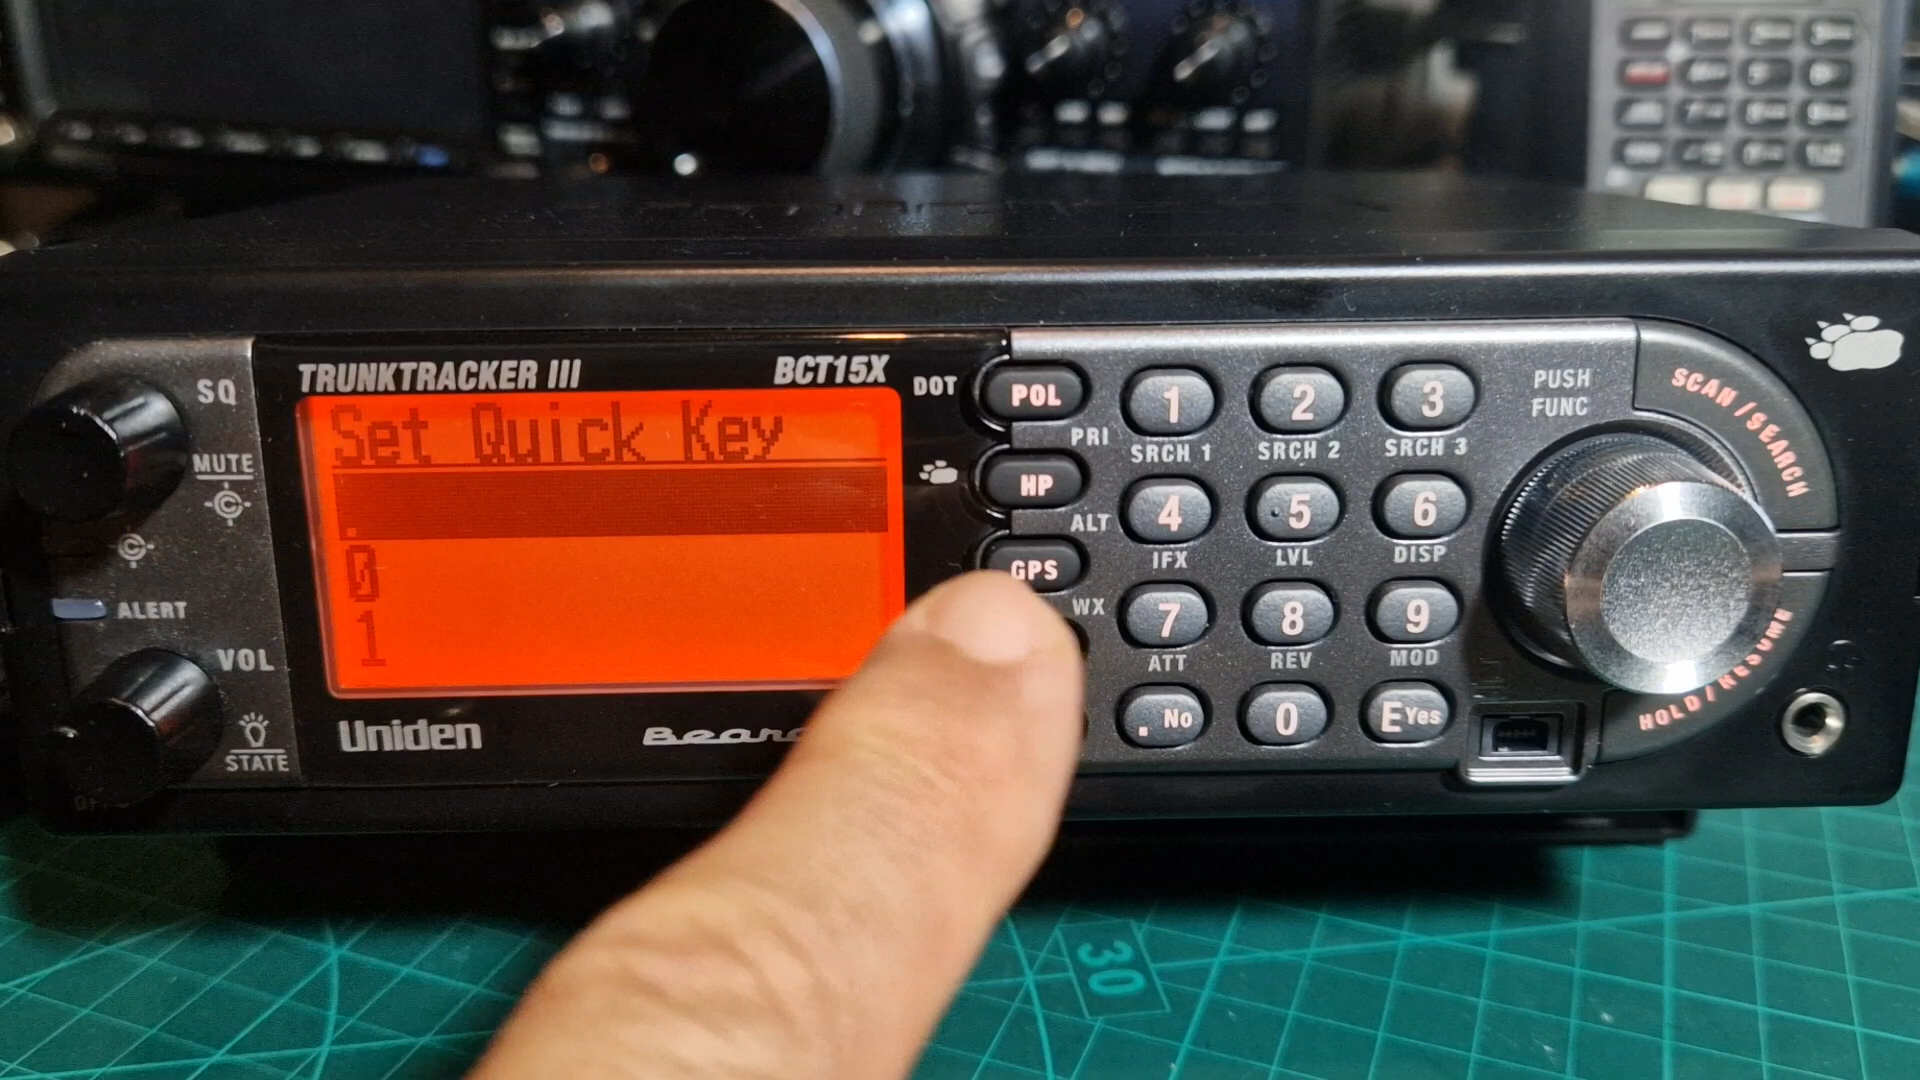 SQ
MUTE
ALERT
VOL
STATE
TRUNKTRACKER III
BCT15X
Set Quick Key
.
0
1
Uniden
DOT
POL
PRI
HP
ALT
GPS
WX
1 2 3
SRCH 1 SRCH 2 SRCH 3
4 5 6
IFX LVL DISP
7 8 9
ATT REV MOD
. No 0 E Yes
PUSH
FUNC
SCAN / SEARCH
HOLD / RESUME
30